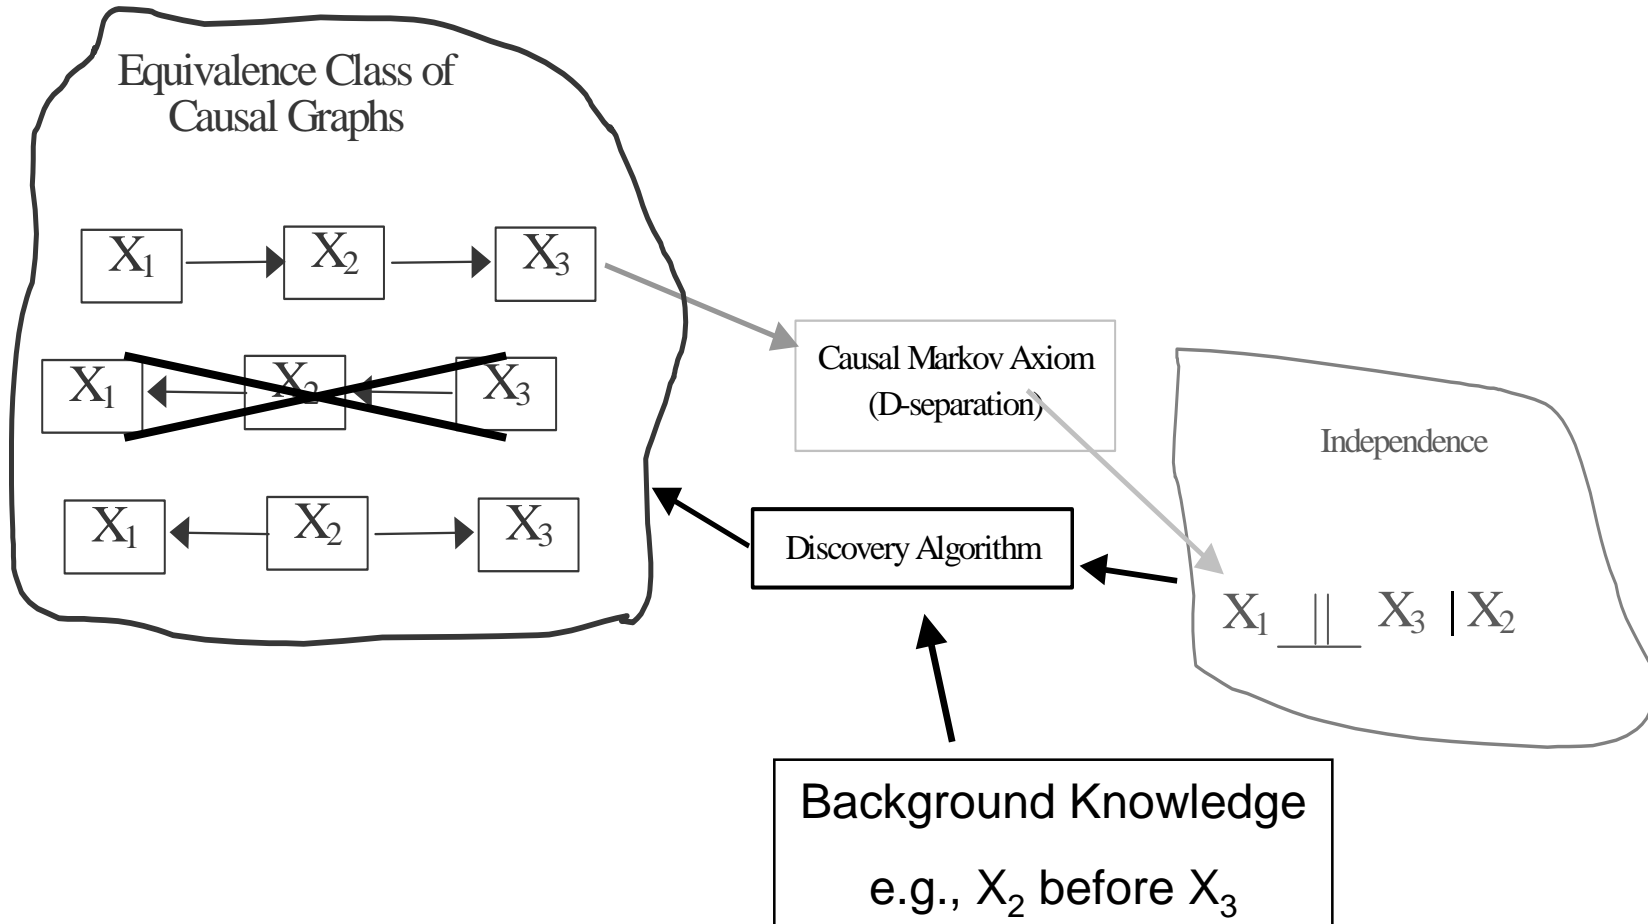 Equivalence Class of
Causal Graphs
X₁ X₂ X₃
X₁ X₂ X₃
X₁ X₂ X₃
Causal Markov Axiom
(D-separation)
Discovery Algorithm
Independence
X₁ _||_ X₃ | X₂
Background Knowledge
e.g., X₂ before X₃